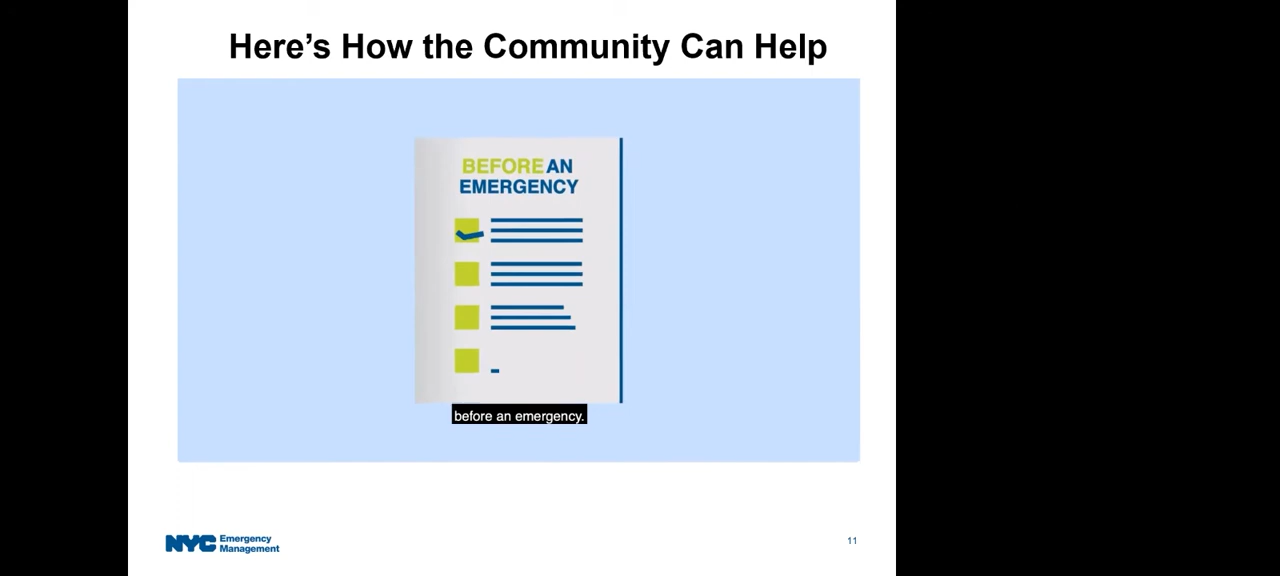 Here’s How the Community Can Help
BEFORE AN
EMERGENCY
before an emergency.
NYC Emergency
Management
11